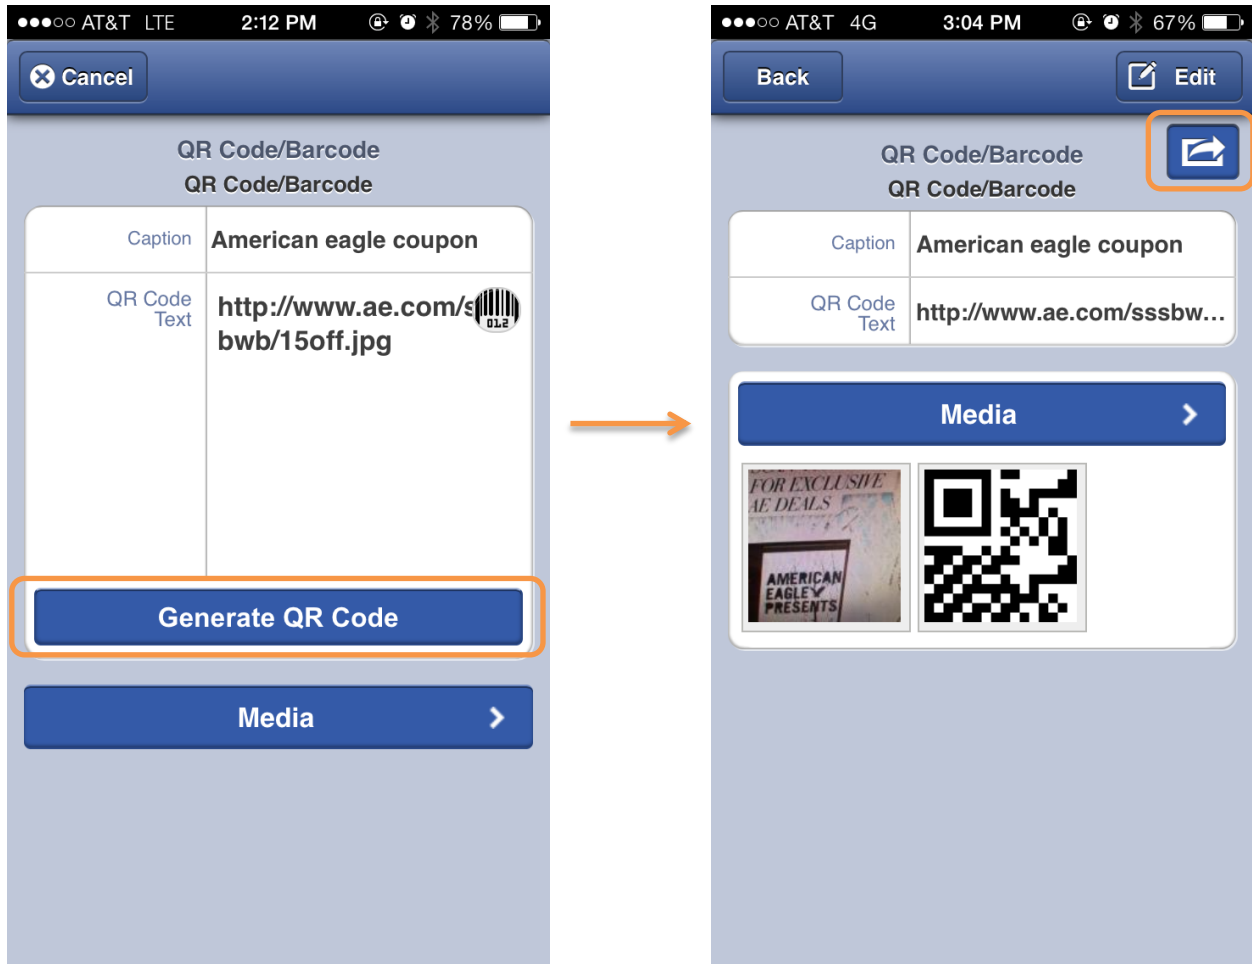 AT&T LTE 2:12 PM 78%
Cancel
QR Code/Barcode
QR Code/Barcode
Caption American eagle coupon
QR Code http://www.ae.com/s
Text bwb/15off.jpg
012
Generate QR Code
Media
AT&T 4G 3:04 PM 67%
Back Edit
QR Code/Barcode
QR Code/Barcode
Caption American eagle coupon
QR Code
Text http://www.ae.com/sssbw...
Media
FOR EXCLUSIVE
AE DEALS
AMERICAN
EAGLE
PRESENTS